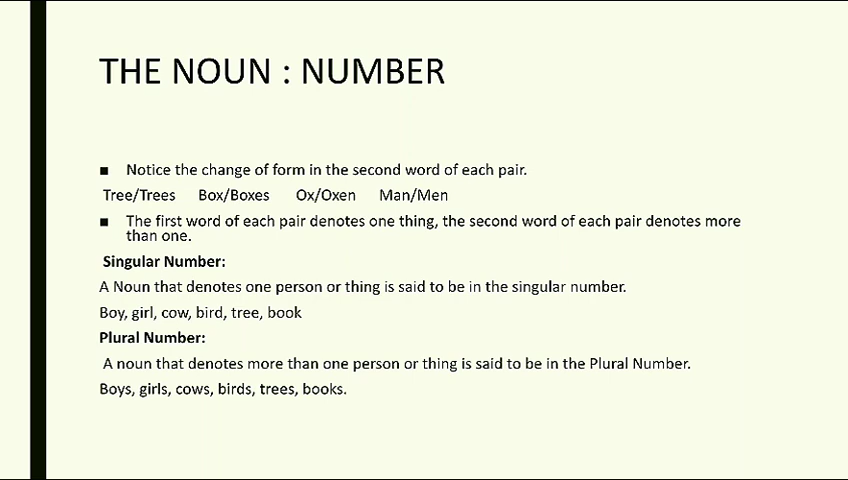 THE NOUN : NUMBER
■ Notice the change of form in the second word of each pair.
Tree/Trees Box/Boxes Ox/Oxen Man/Men
■ The first word of each pair denotes one thing, the second word of each pair denotes more
than one.
Singular Number:
A Noun that denotes one person or thing is said to be in the singular number.
Boy, girl, cow, bird, tree, book
Plural Number:
A noun that denotes more than one person or thing is said to be in the Plural Number.
Boys, girls, cows, birds, trees, books.